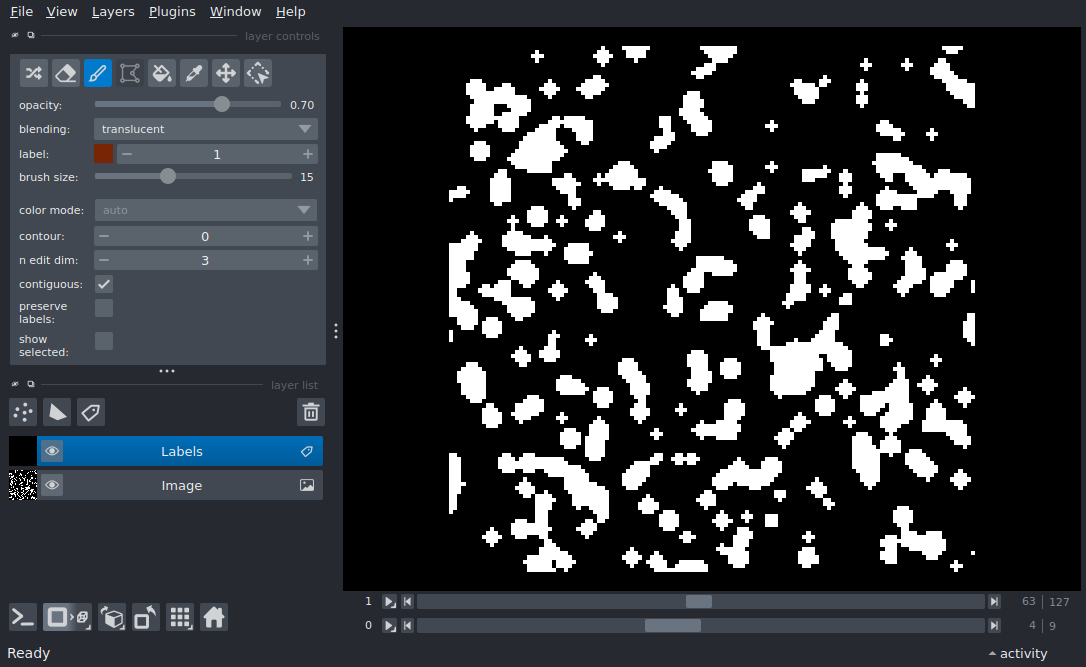 File View Layers Plugins Window Help
layer controls
opacity: 0.70
blending: translucent
label: 1
brush size: 15
color mode: auto
contour: 0
n edit dim: 3
contiguous:
preserve
labels:
show
selected:
layer list
Labels
Image
1 63 127
0 4 9
Ready activity